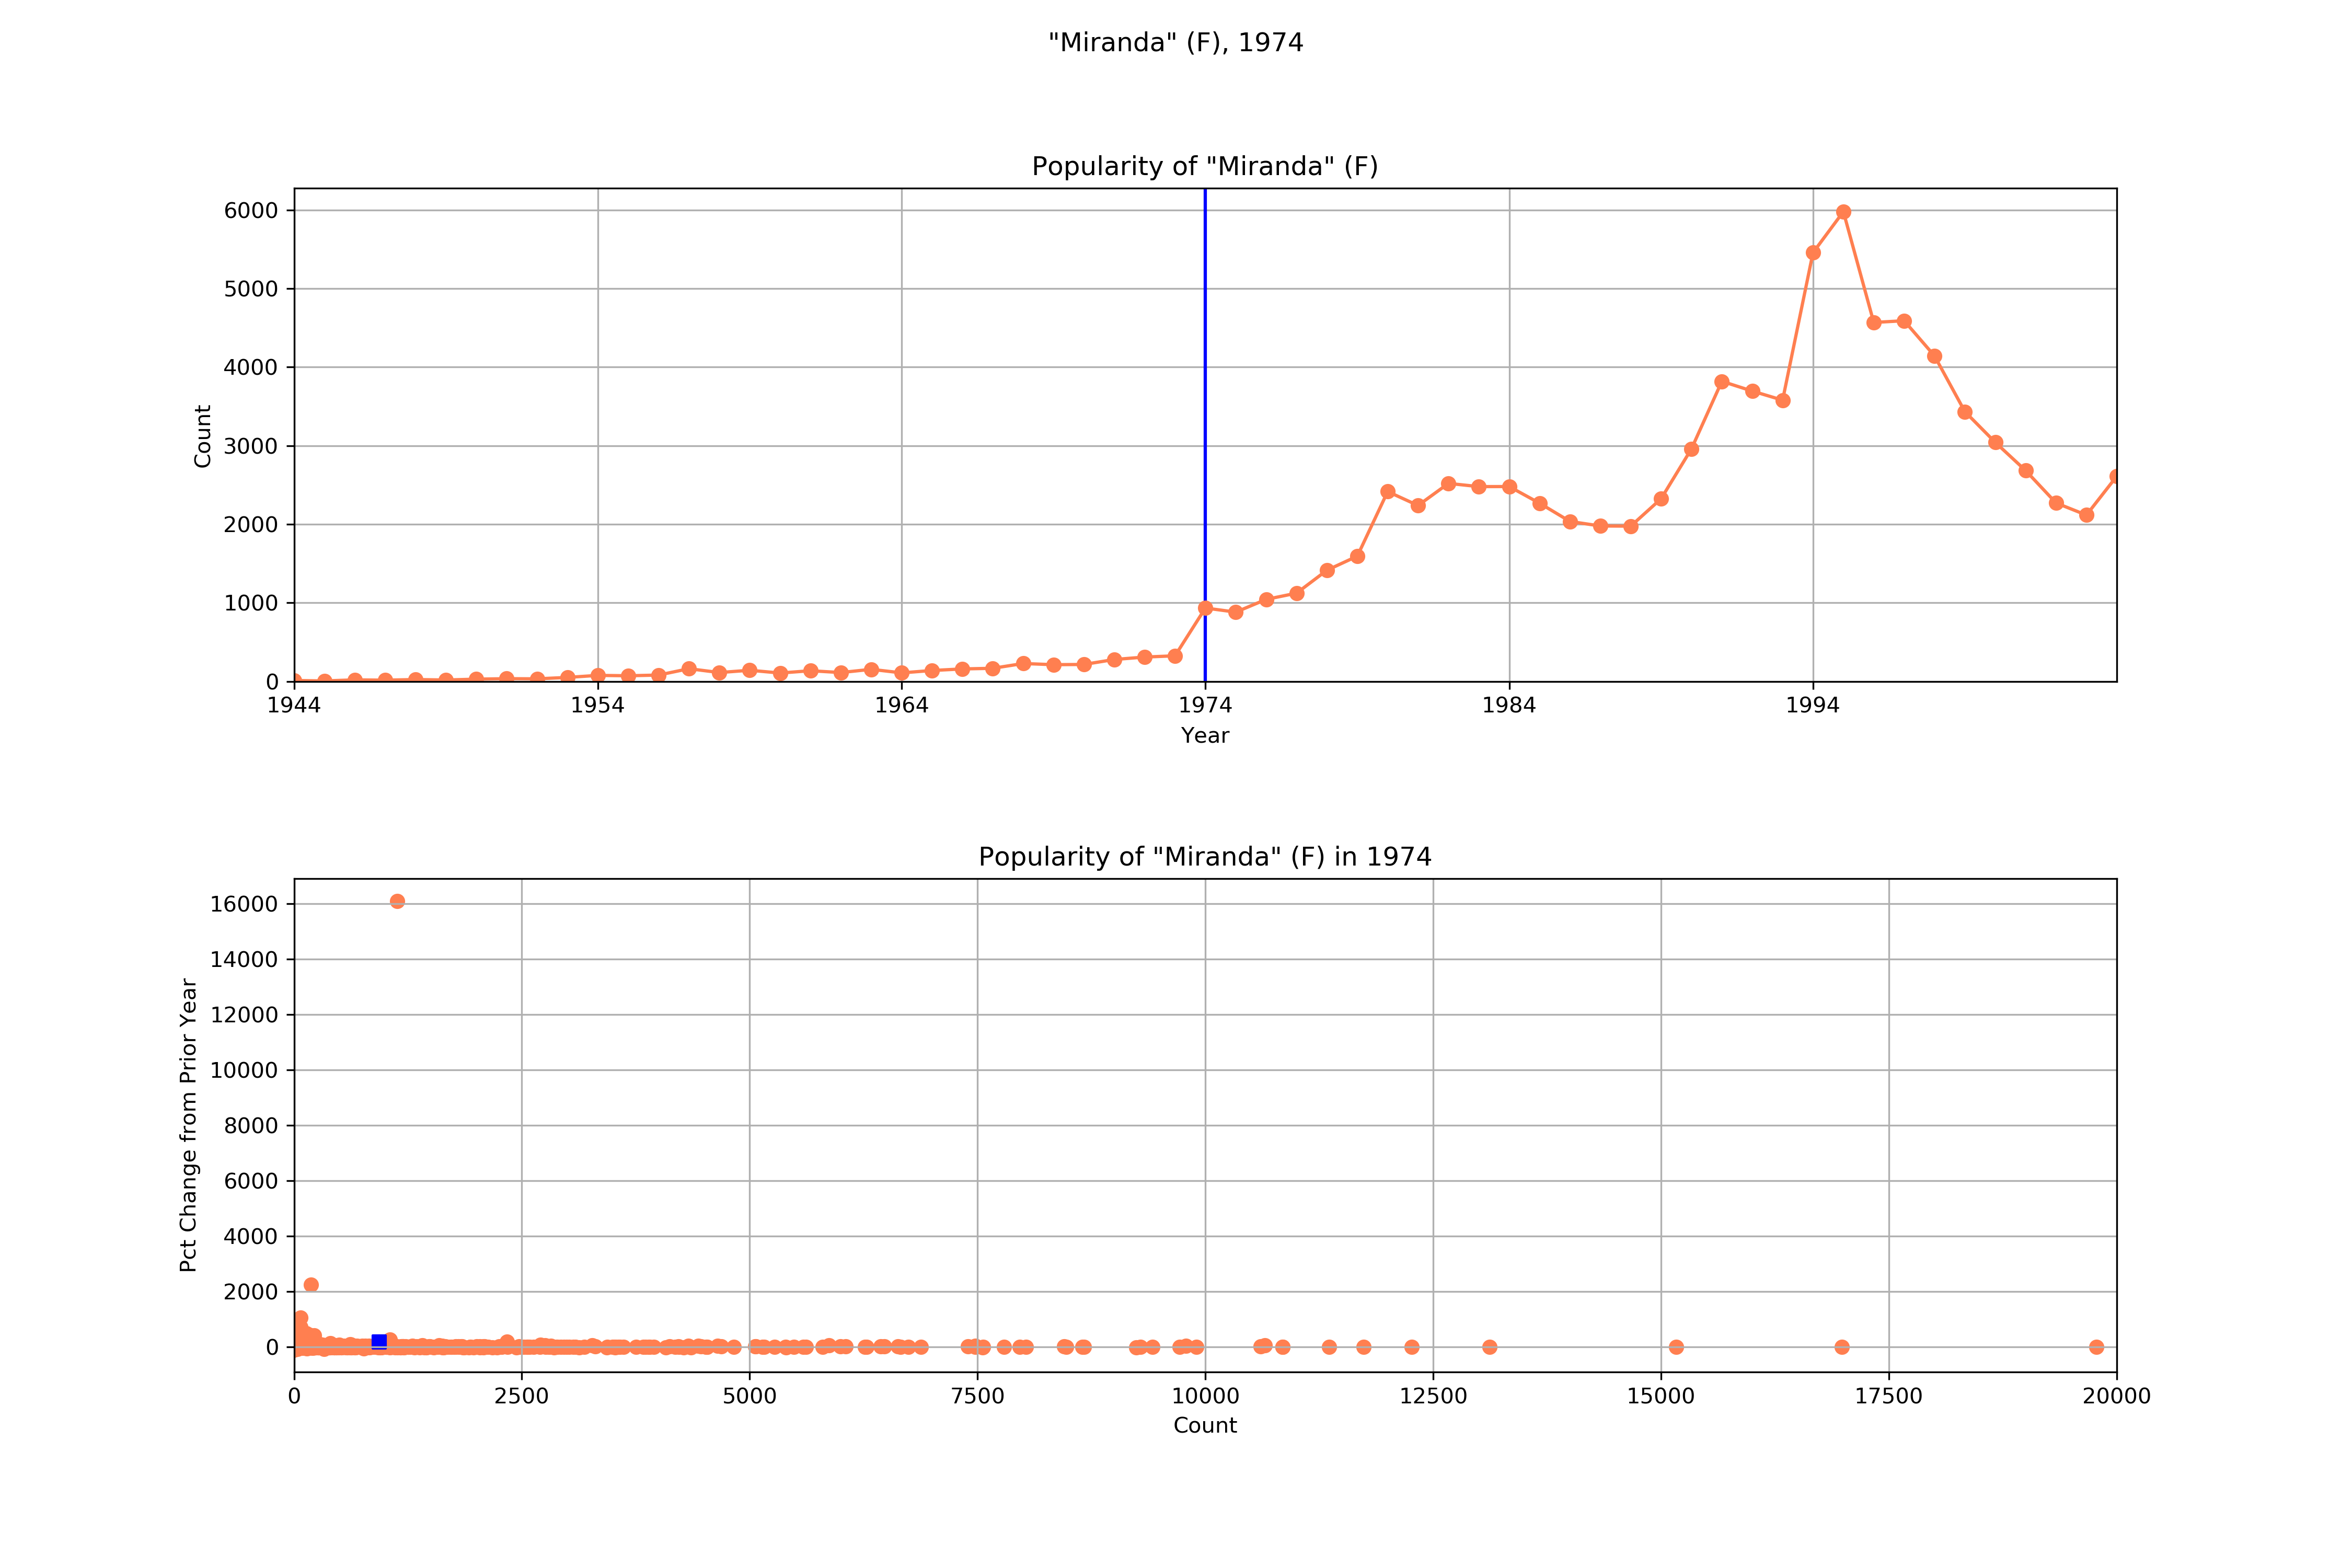 "Miranda" (F), 1974
Popularity of "Miranda" (F)
6000
5000
4000
3000
2000
1000
0
Count
1944 1954 1964 1974 1984 1994
Year
Popularity of "Miranda" (F) in 1974
16000
14000
12000
10000
8000
6000
4000
2000
0
Pct Change from Prior Year
0 2500 5000 7500 10000 12500 15000 17500 20000
Count